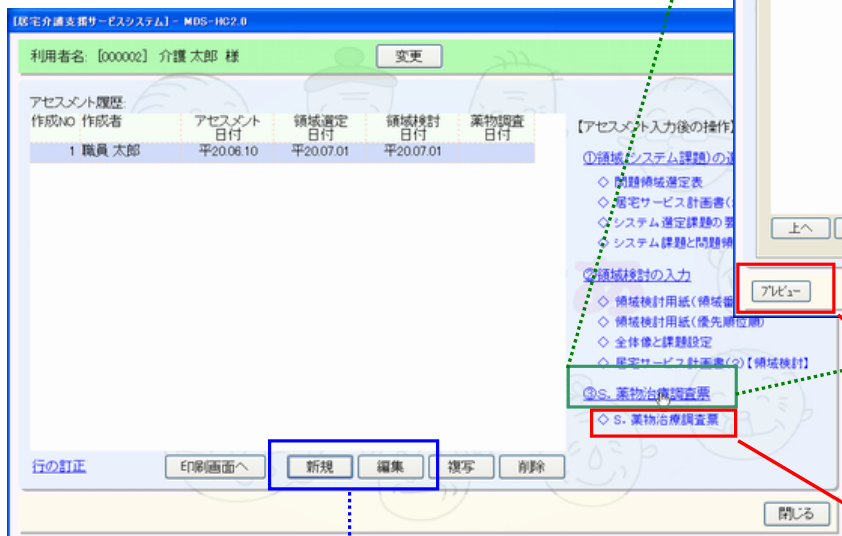 【居宅介護支援サービスシステム】- MDS-HC2.0
利用者名: [000002] 介護 太郎 様
変更
アセスメント履歴:
作成NO 作成者 アセスメント日付 領域選定日付 領域検討日付 薬物調査日付
1 職員 太郎 平20.06.10 平20.07.01 平20.07.01
【アセスメント入力後の操作】
①領域(システム課題)の選
◇ 問題領域選定表
◇ 居宅サービス計画書(
◇ システム選定課題の要
◇ システム課題と問題領
②領域検討の入力
◇ 領域検討用紙(領域番
◇ 領域検討用紙(優先順位順)
◇ 全体像と課題設定
◇ 居宅サービス計画書(2)【領域検討】
③S. 薬物治療調査票
◇ S. 薬物治療調査票
上へ
プレビュー
行の訂正
印刷画面へ
新規
編集
複写
削除
閉じる